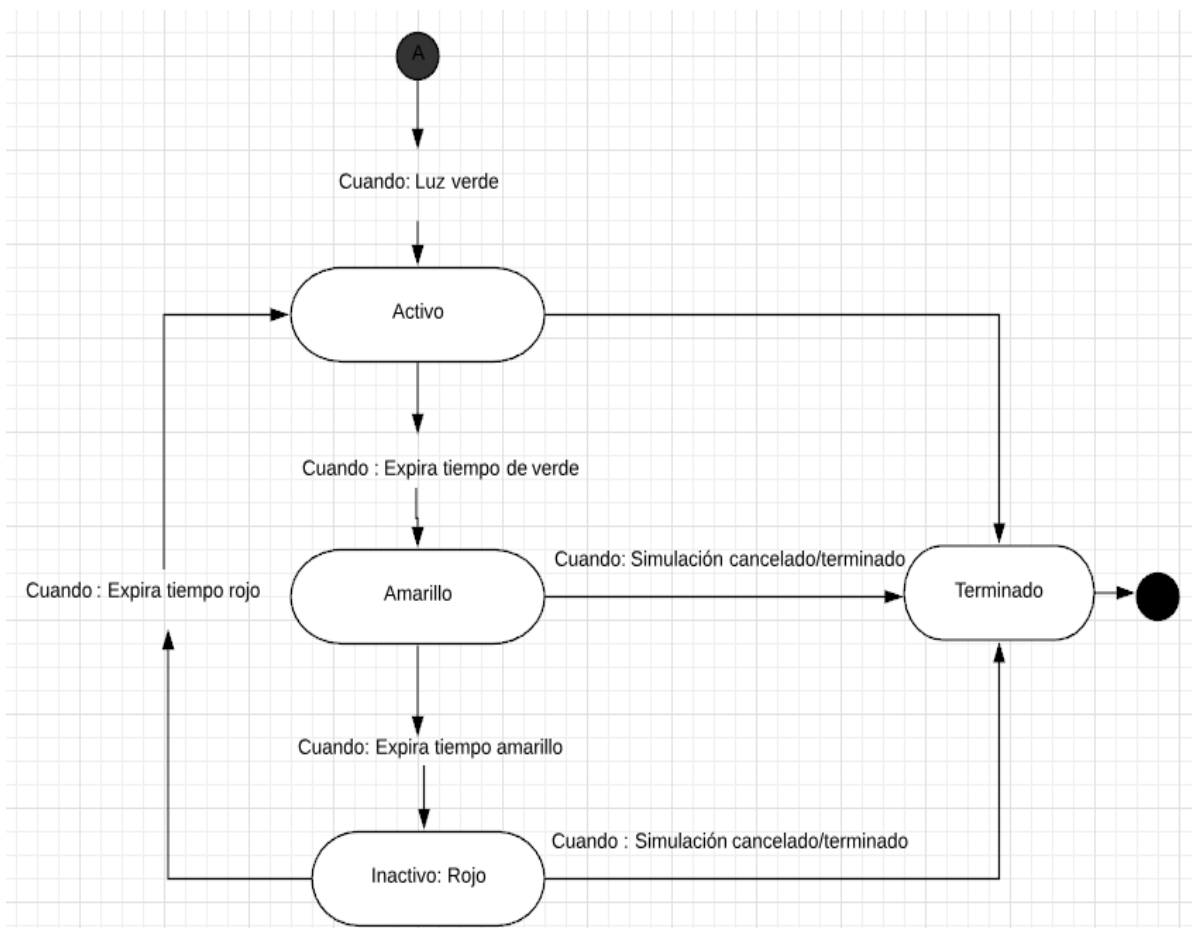 A
Cuando: Luz verde
Activo
Cuando : Expira tiempo de verde
Cuando: Simulación cancelado/terminado
Amarillo
Terminado
Cuando : Expira tiempo rojo
Cuando: Expira tiempo amarillo
Cuando : Simulación cancelado/terminado
Inactivo: Rojo